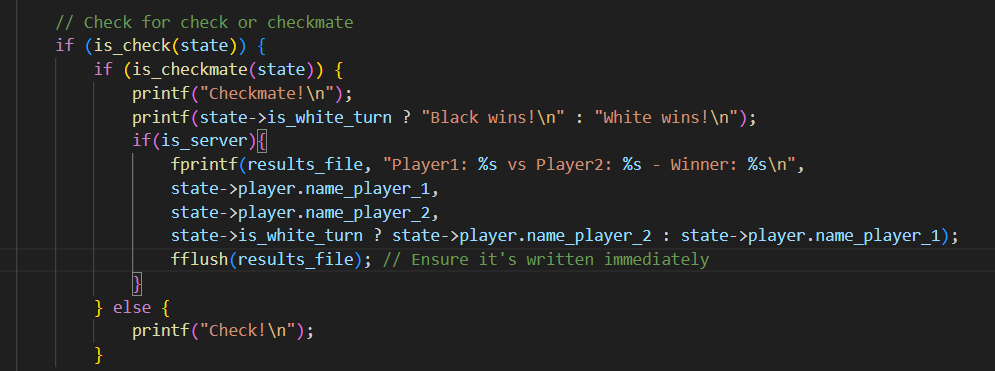 // Check for check or checkmate
if (is_check(state)) {
if (is_checkmate(state)) {
printf("Checkmate!\n");
printf(state->is_white_turn ? "Black wins!\n" : "White wins!\n");
if(is_server){
fprintf(results_file, "Player1: %s vs Player2: %s - Winner: %s\n",
state->player.name_player_1,
state->player.name_player_2,
state->is_white_turn ? state->player.name_player_2 : state->player.name_player_1);
fflush(results_file); // Ensure it's written immediately
}
} else {
printf("Check!\n");
}